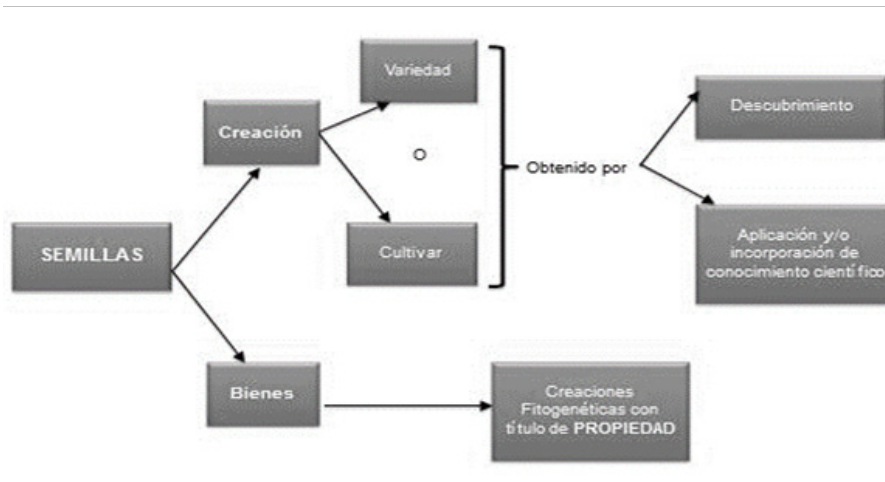 SEMILLAS
Creación
Variedad
O
Cultivar
Obtenido por
Descubrimiento
Aplicación y/o
incorporación de
conocimiento científico
Bienes
Creaciones
Fitogenéticas con
título de PROPIEDAD